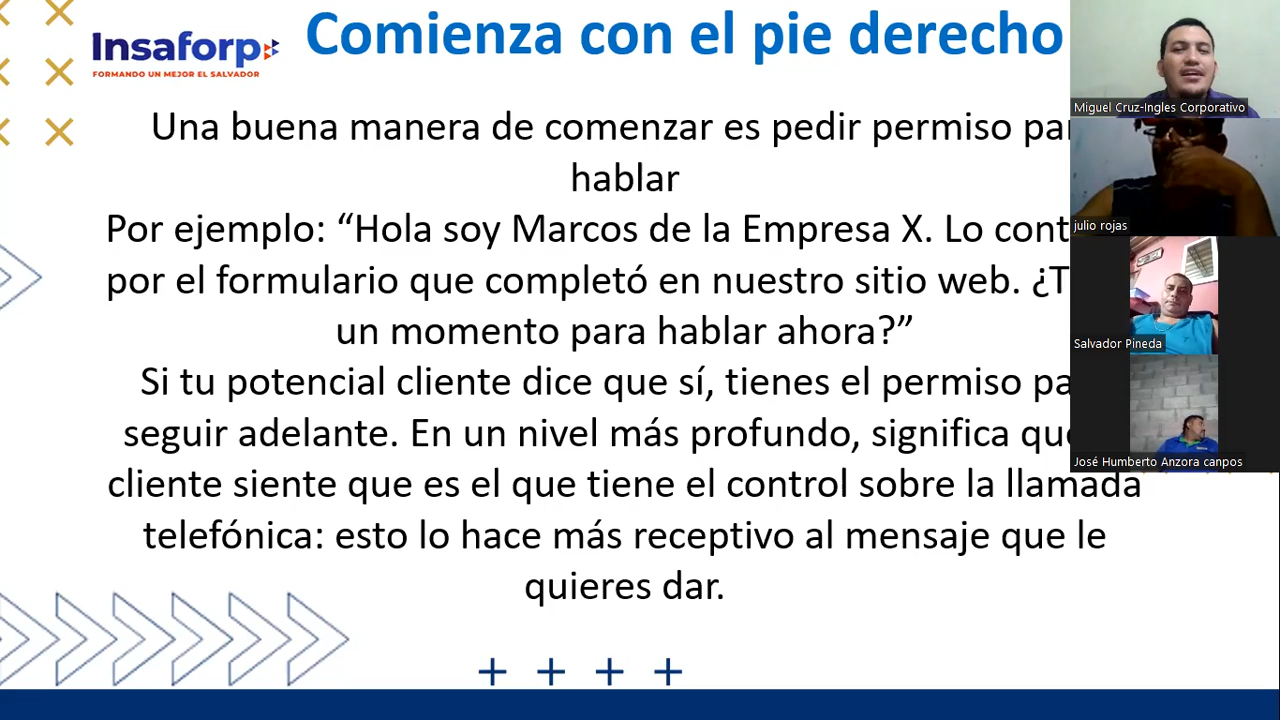 Comienza con el pie derecho
Insaforp
FORMANDO UN MEJOR EL SALVADOR
Una buena manera de comenzar es pedir permiso
hablar
Por ejemplo: “Hola soy Marcos de la Empresa X. Lo
por el formulario que completó en nuestro sitio web.
un momento para hablar ahora?”
Si tu potencial cliente dice que sí, tienes el permiso
seguir adelante. En un nivel más profundo, significa
cliente siente que es el que tiene el control sobre la llamada
telefónica: esto lo hace más receptivo al mensaje que le
quieres dar.
Miguel Cruz-Ingles Corporativo
julio rojas
Salvador Pineda
José Humberto Anzora canpos